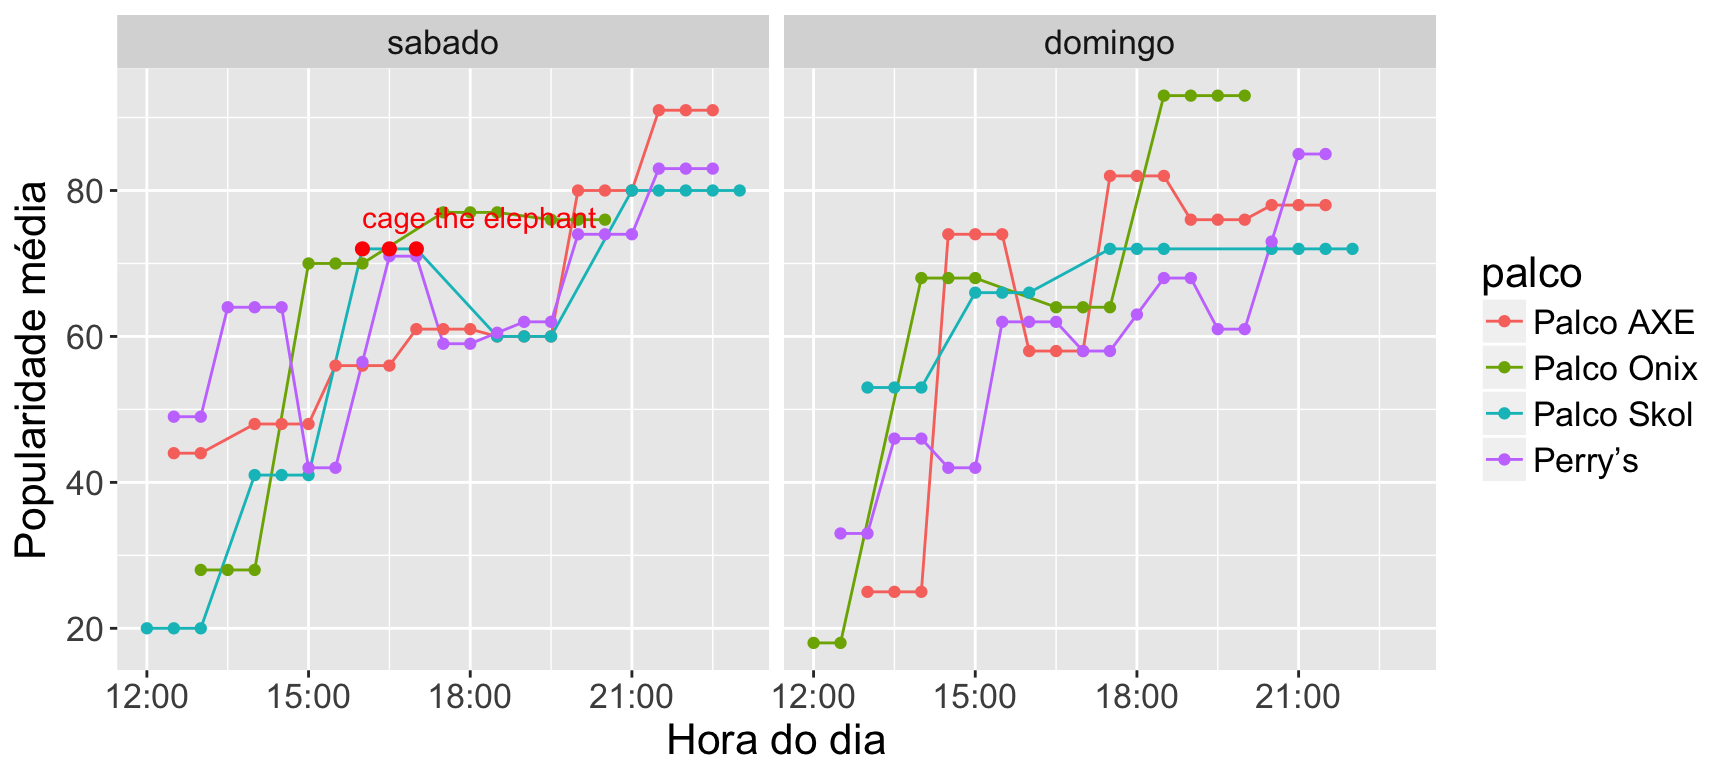 sabado
domingo
Popularidade média
80
60
40
20
cage the elephant
12:00 15:00 18:00 21:00
12:00 15:00 18:00 21:00
Hora do dia
palco
Palco AXE
Palco Onix
Palco Skol
Perry’s